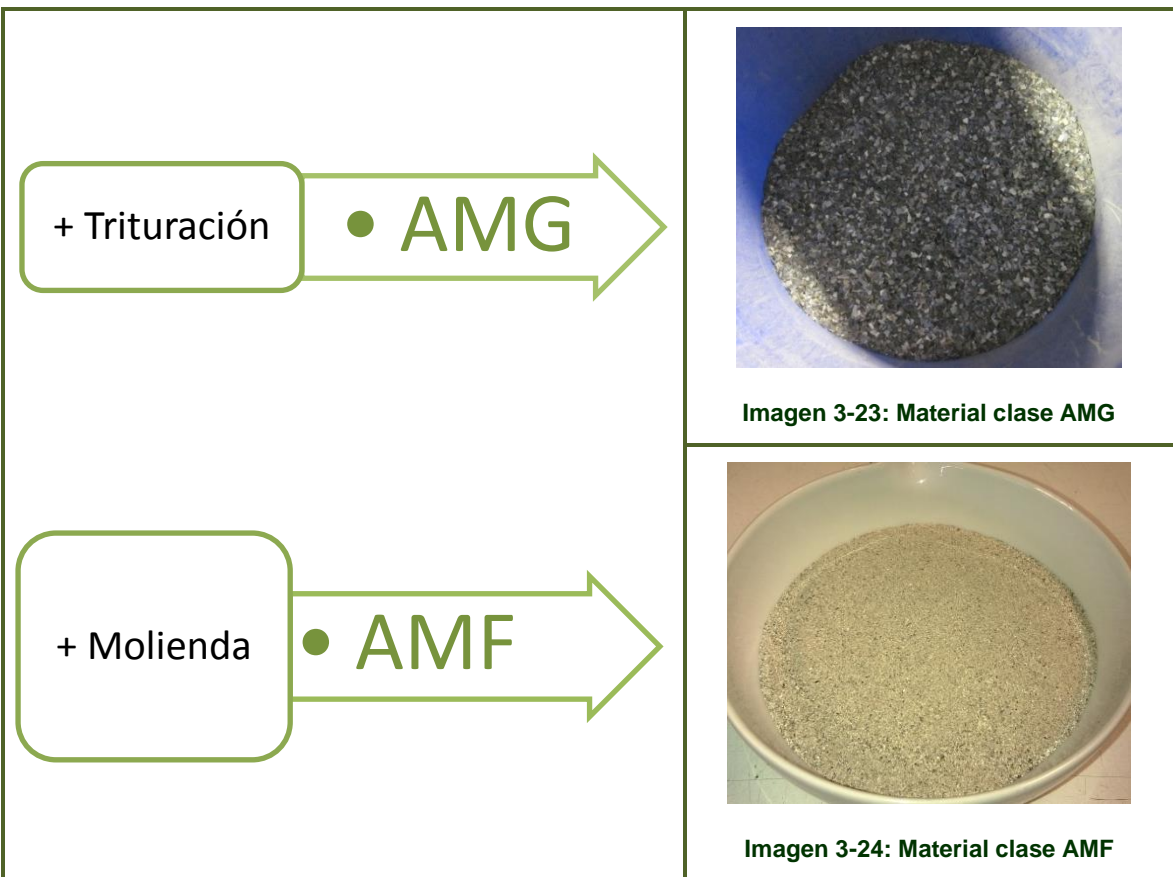 + Trituración
• AMG
Imagen 3-23: Material clase AMG
+ Molienda
• AMF
Imagen 3-24: Material clase AMF